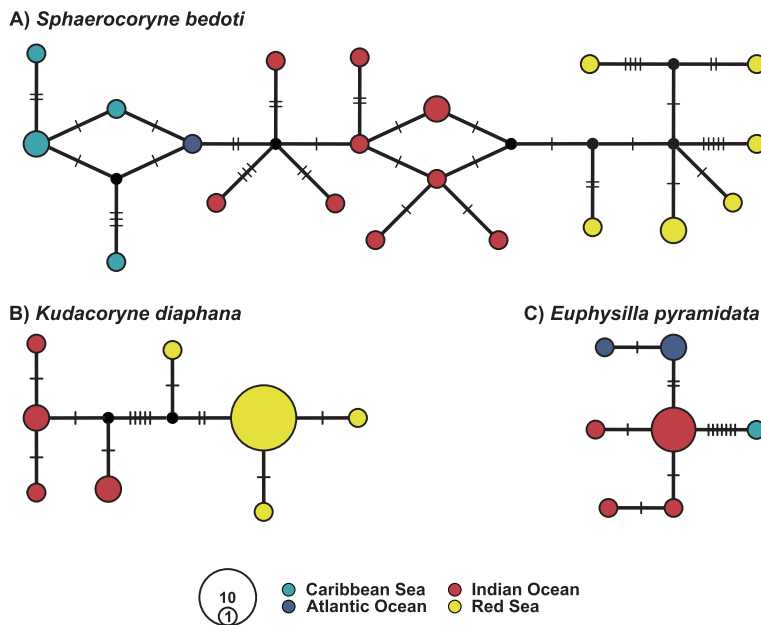 A) Sphaerocoryne bedoti
B) Kudacoryne diaphana
C) Euphysilla pyramidata
10
1
Caribbean Sea
Indian Ocean
Atlantic Ocean
Red Sea